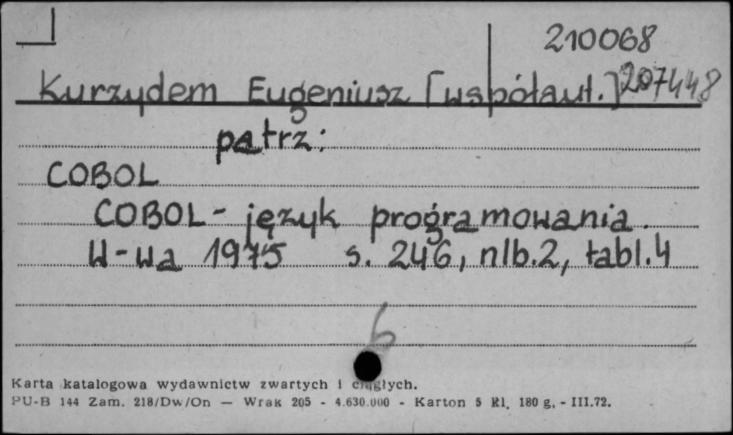 210068
Kurzydem Eugeniusz [współaut.] 207448
patrz:
COBOL
COBOL - język programowania.
W-wa 1975 s. 246, nlb.2, tabl.4
6
Karta katalogowa wydawnictw zwartych i ciągłych.
PU-B 144 Zam. 218/Dw/On — Wrak 205 - 4.630.000 - Karton 5 Kl. 180 g. - III.72.